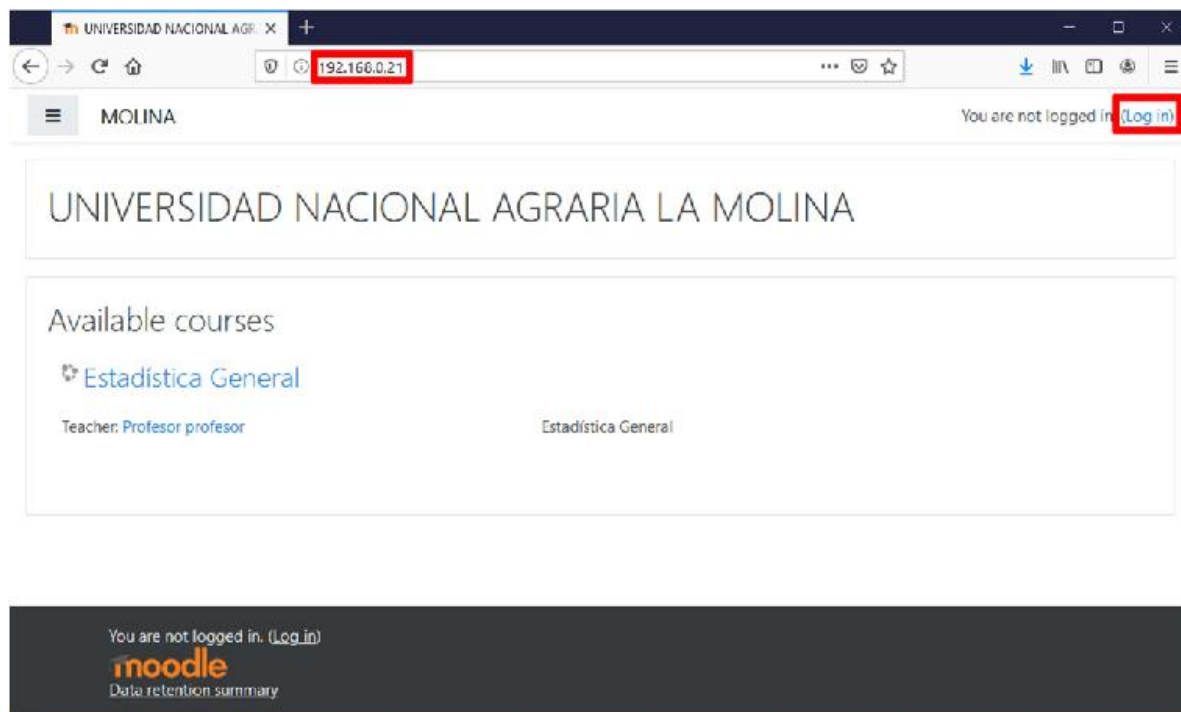 UNIVERSIDAD NACIONAL AGR
192.168.0.21
MOLINA
You are not logged in (Log in)
UNIVERSIDAD NACIONAL AGRARIA LA MOLINA
Available courses
Estadística General
Teacher: Profesor profesor
Estadística General
You are not logged in. (Log in)
moodle
Data retention summary